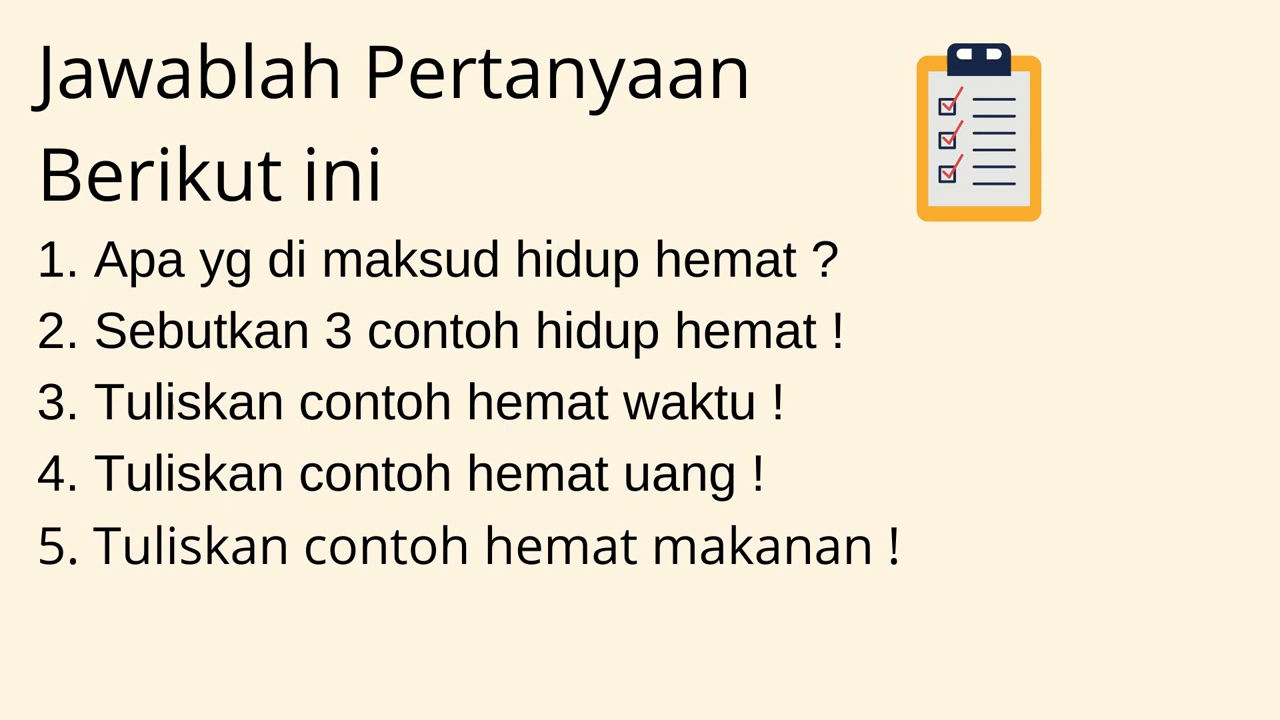 Jawablah Pertanyaan
Berikut ini
1. Apa yg di maksud hidup hemat ?
2. Sebutkan 3 contoh hidup hemat !
3. Tuliskan contoh hemat waktu !
4. Tuliskan contoh hemat uang !
5. Tuliskan contoh hemat makanan !